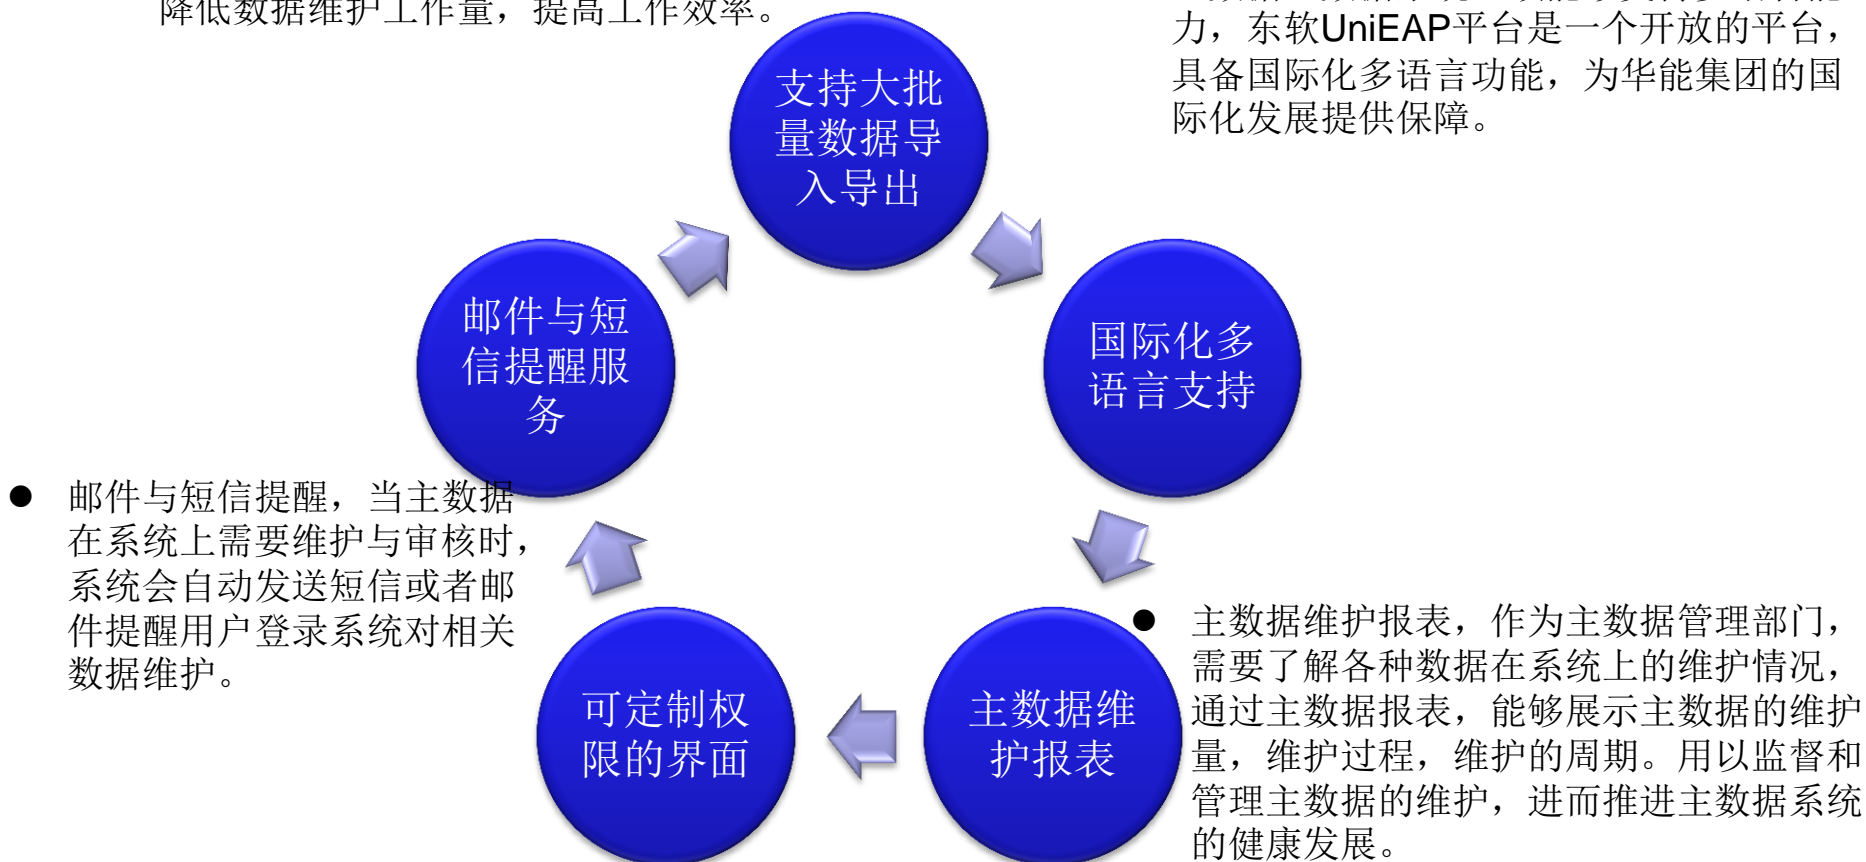 降低数据维护工作量，提高工作效率。
力，东软UniEAP平台是一个开放的平台，
具备国际化多语言功能，为华能集团的国
际化发展提供保障。
支持大批
量数据导
入导出
国际化多
语言支持
邮件与短
信提醒服
务
● 邮件与短信提醒，当主数据
在系统上需要维护与审核时，
系统会自动发送短信或者邮
件提醒用户登录系统对相关
数据维护。
● 主数据维护报表，作为主数据管理部门，
需要了解各种数据在系统上的维护情况，
通过主数据报表，能够展示主数据的维护
量，维护过程，维护的周期。用以监督和
管理主数据的维护，进而推进主数据系统
的健康发展。
主数据维
护报表
可定制权
限的界面